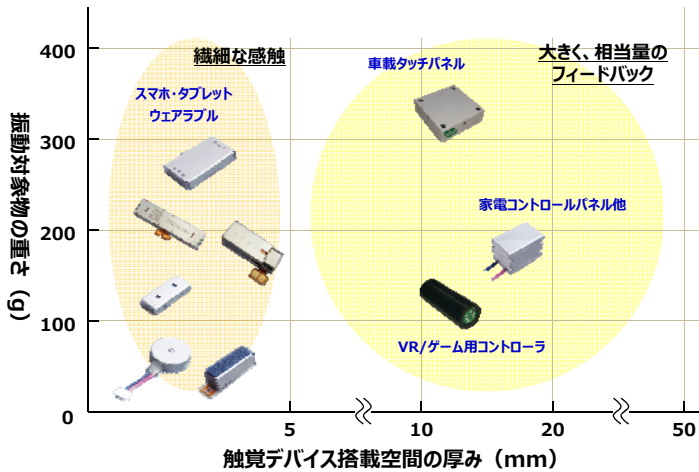 繊細な感触
大きく、相当量の
フィードバック
スマホ・タブレット
ウェアラブル
車載タッチパネル
家電コントロールパネル他
VR/ゲーム用コントローラ
振動対象物の重さ（g）
400
300
200
100
0
5
10
20
50
触覚デバイス搭載空間の厚み（mm）